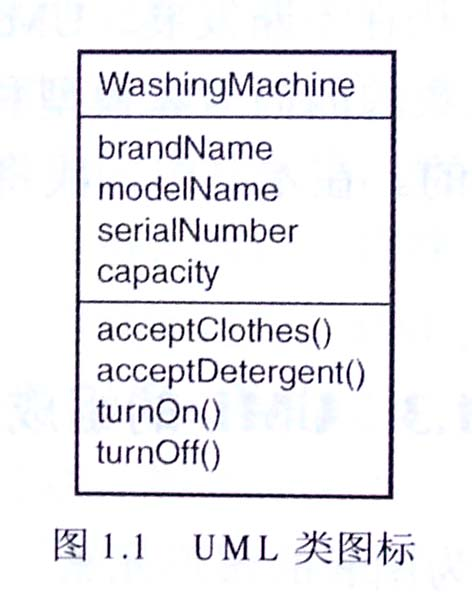 WashingMachine
brandName
modelName
serialNumber
capacity
acceptClothes()
acceptDetergent()
turnOn()
turnOff()
图 1.1 UML 类图标